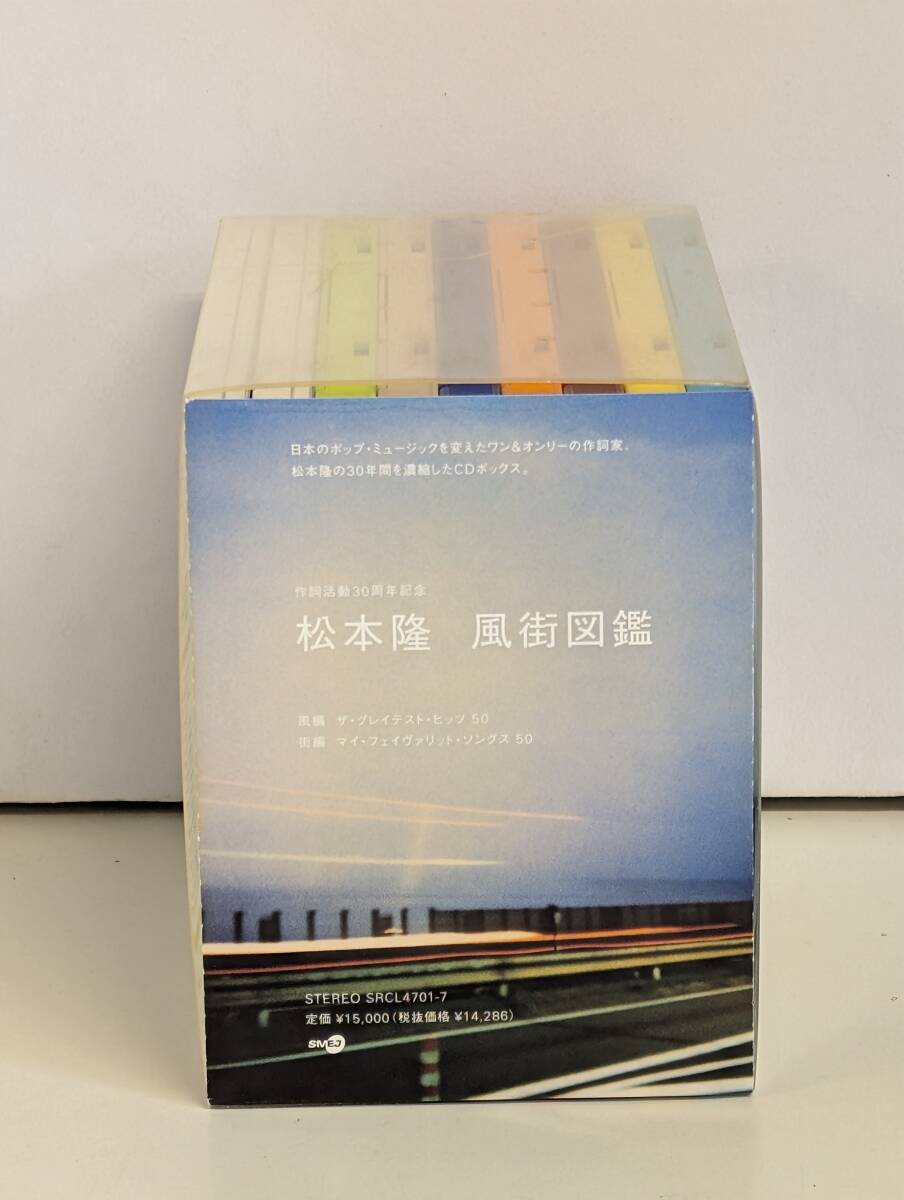 日本のポップ・ミュージックを変えたワン&オンリーの作詞家。
松本隆の30年間を濃縮したCDボックス。
作詞活動30周年記念
松本隆 風街図鑑
風編 ザ・グレイテスト・ヒッツ 50
街編 マイ・フェイヴァリット・ソングス 50
STEREO SRCL4701-7
定価 ¥15,000(税抜価格 ¥14,286)
SMEJ